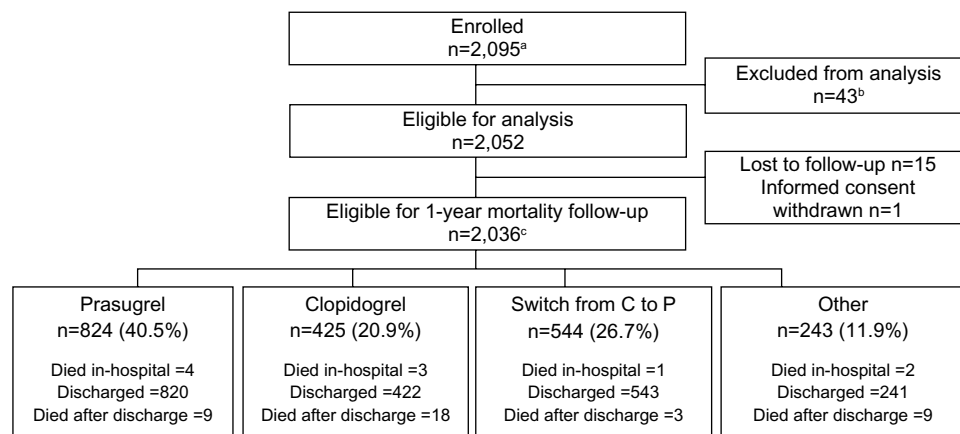 Enrolled
n=2,095ᵃ
Excluded from analysis
n=43ᵇ
Eligible for analysis
n=2,052
Lost to follow-up n=15
Informed consent
withdrawn n=1
Eligible for 1-year mortality follow-up
n=2,036ᶜ
Prasugrel
n=824 (40.5%)
Died in-hospital =4
Discharged =820
Died after discharge =9
Clopidogrel
n=425 (20.9%)
Died in-hospital =3
Discharged =422
Died after discharge =18
Switch from C to P
n=544 (26.7%)
Died in-hospital =1
Discharged =543
Died after discharge =3
Other
n=243 (11.9%)
Died in-hospital =2
Discharged =241
Died after discharge =9